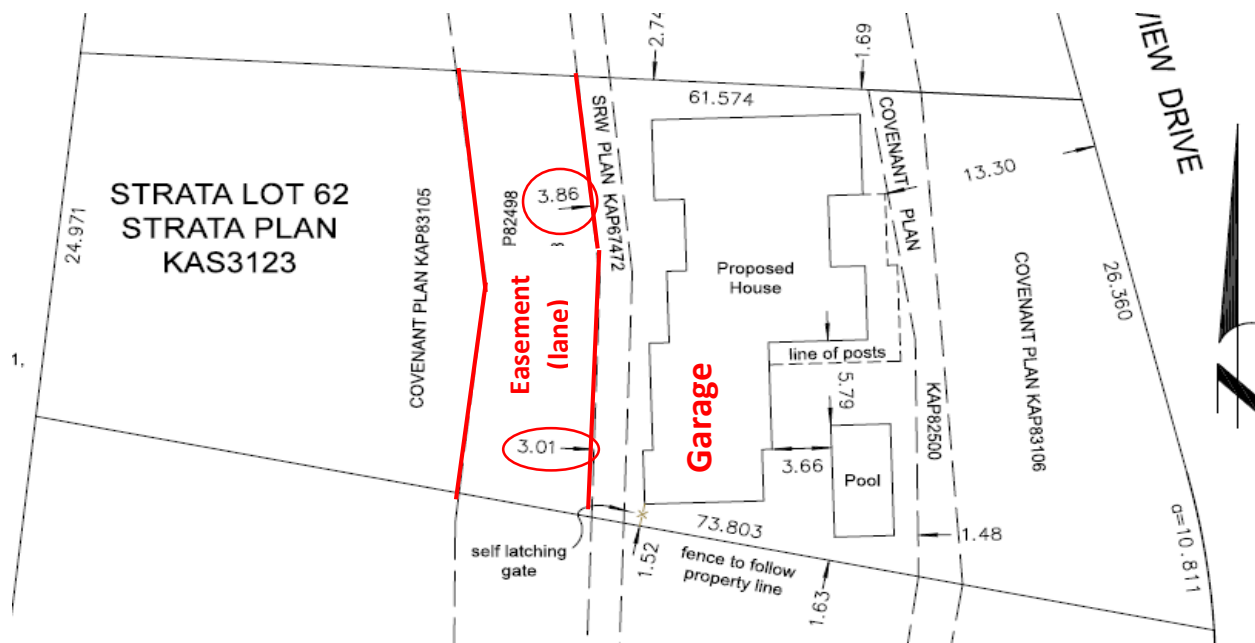 VIEW DRIVE
2.74
1.69
61.574
STRATA LOT 62
STRATA PLAN
KAS3123
24.971
1,
COVENANT PLAN KAP83105
P82498
3.86
SRW PLAN KAP67472
Easement
(lane)
3.01
Proposed
House
Garage
COVENANT
PLAN
KAP82500
13.30
26.360
COVENANT PLAN KAP83106
line of posts
5.79
3.66
Pool
73.803
1.48
self latching
gate
1.52
fence to follow
property line
1.63
a=10.811